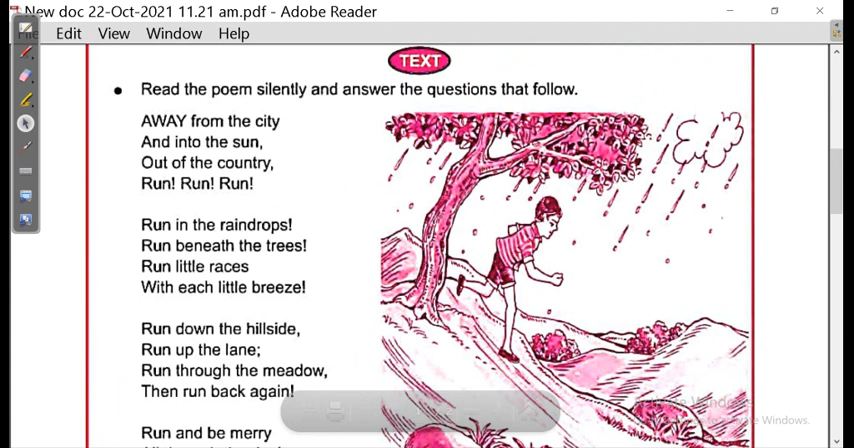 New doc 22-Oct-2021 11.21 am.pdf - Adobe Reader
File Edit View Window Help
TEXT
● Read the poem silently and answer the questions that follow.
AWAY from the city
And into the sun,
Out of the country,
Run! Run! Run!
Run in the raindrops!
Run beneath the trees!
Run little races
With each little breeze!
Run down the hillside,
Run up the lane;
Run through the meadow,
Then run back again!
Run and be merry
Activate Windows
Windows.